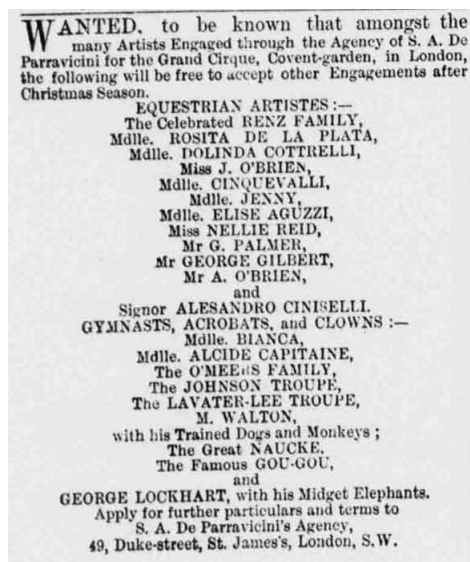 WANTED, to be known that amongst the
many Artists Engaged through the Agency of S. A. De
Parravicini for the Grand Cirque, Covent-garden, in London,
the following will be free to accept other Engagements after
Christmas Season.
EQUESTRIAN ARTISTES :—
The Celebrated RENZ FAMILY,
Mdlle. ROSITA DE LA PLATA,
Mdlle. DOLINDA COTTRELLI,
Miss J. O'BRIEN,
Mdlle. CINQUEVALLI,
Mdlle. JENNY,
Mdlle. ELISE AGUZZI,
Miss NELLIE REID,
Mr G. PALMER,
Mr GEORGE GILBERT,
Mr A. O'BRIEN,
and
Signor ALESANDRO CINISELLI.
GYMNASTS, ACROBATS, and CLOWNS :—
Mdlle. BIANCA,
Mdlle. ALCIDE CAPITAINE,
The O'MEERS FAMILY,
The JOHNSON TROUPE,
The LAVATER-LEE TROUPE,
M. WALTON,
with his Trained Dogs and Monkeys ;
The Great NAUCKE.
The Famous GOU-GOU,
and
GEORGE LOCKHART, with his Midget Elephants.
Apply for further particulars and terms to
S. A. De Parravicini's Agency,
49, Duke-street, St. James's, London, S.W.